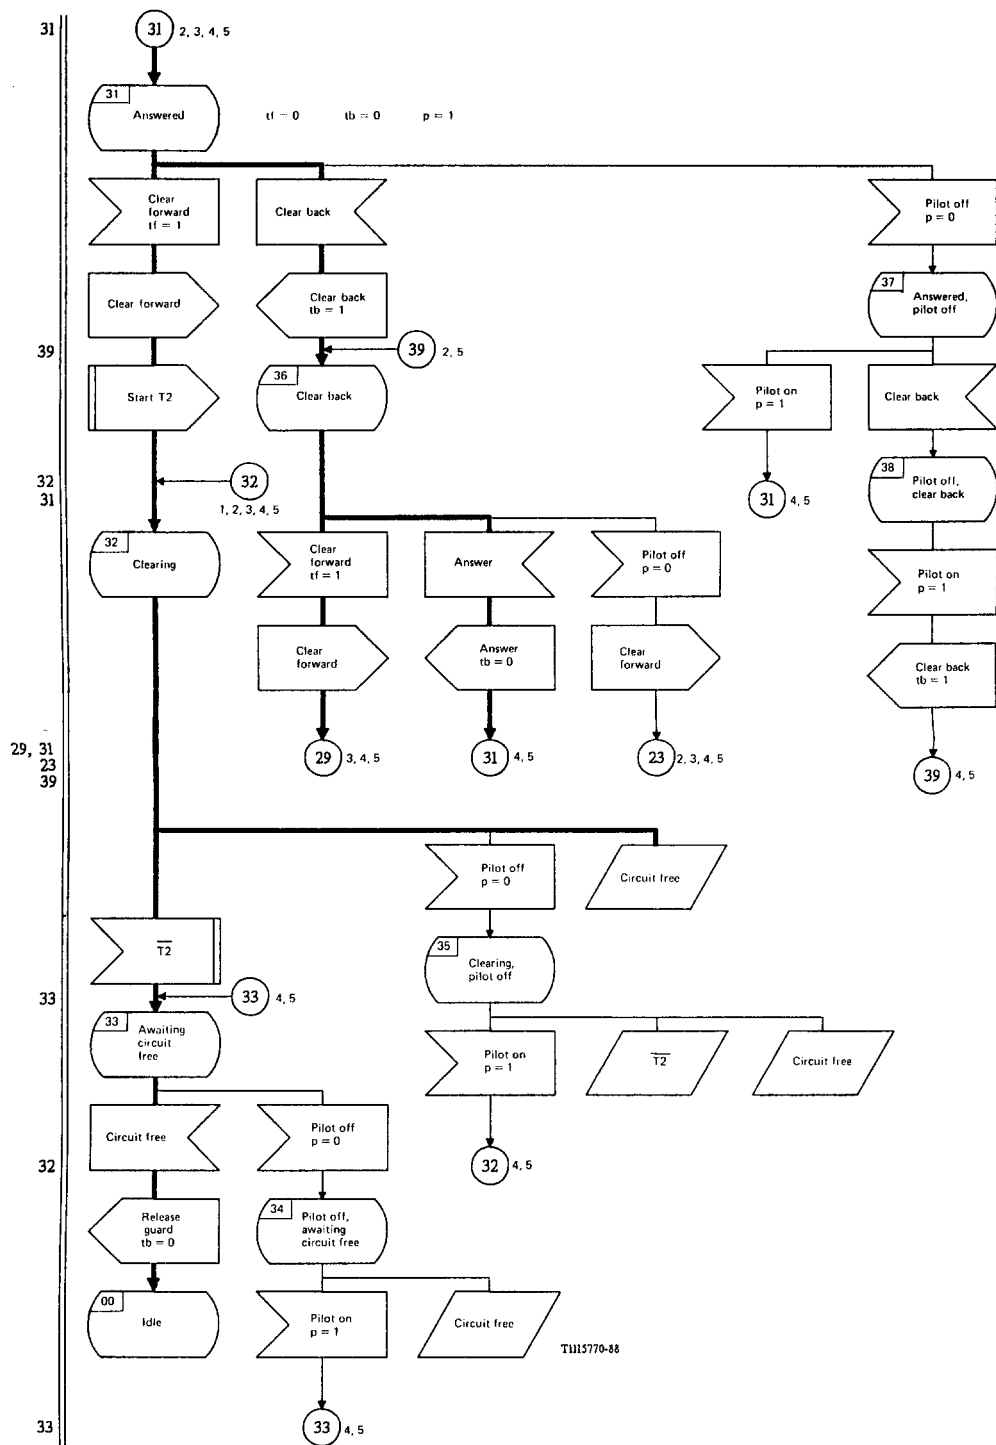 31
31
2, 3, 4, 5
31
Answered
tf = 0
tb = 0
p = 1
Clear
forward
tf = 1
Clear back
Pilot off
p = 0
Clear forward
Clear back
tb = 1
37
Answered,
pilot off
39
39
2, 5
Start T2
36
Clear back
Pilot on
p = 1
Clear back
32
31
32
1, 2, 3, 4, 5
31
4, 5
38
Pilot off,
clear back
32
Clearing
Clear
forward
tf = 1
Answer
Pilot off
p = 0
Pilot on
p = 1
Clear
forward
Answer
tb = 0
Clear
forward
Clear back
tb = 1
29, 31
23
39
29
3, 4, 5
31
4, 5
23
2, 3, 4, 5
39
4, 5
Pilot off
p = 0
Circuit free
T2
35
Clearing,
pilot off
33
33
4, 5
33
Awaiting
circuit
free
Pilot on
p = 1
T2
Circuit free
Circuit free
Pilot off
p = 0
32
32
4, 5
Release
guard
tb = 0
34
Pilot off,
awaiting
circuit free
00
Idle
Pilot on
p = 1
Circuit free
T1115770-88
33
33
4, 5